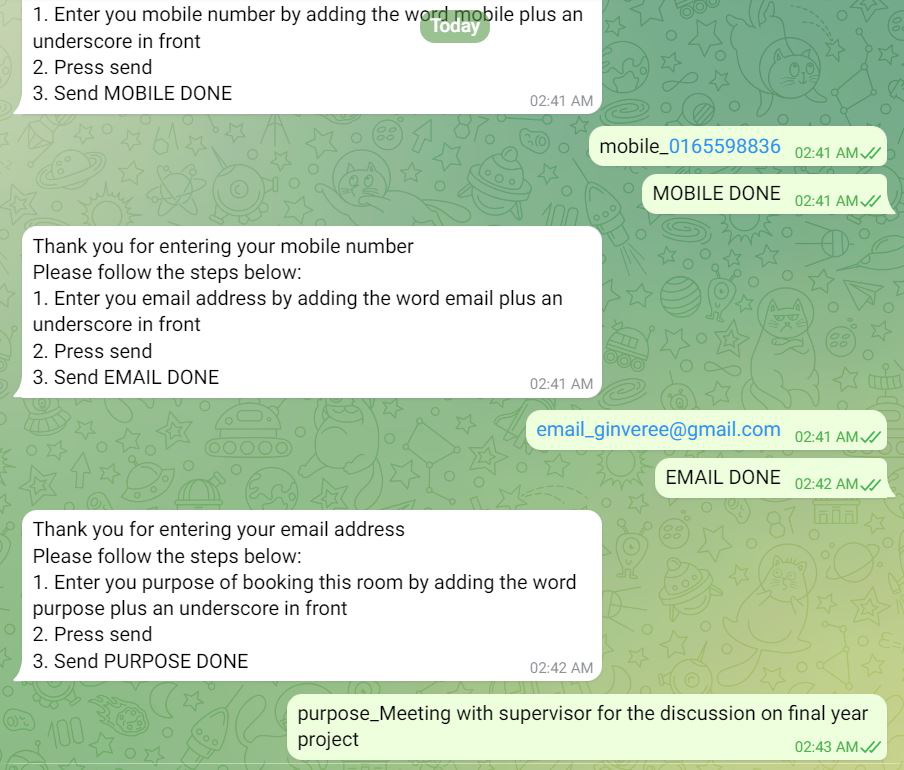 1. Enter you mobile number by adding the word mobile plus an
underscore in front
2. Press send
3. Send MOBILE DONE
02:41 AM
Today
mobile_0165598836 02:41 AM
MOBILE DONE 02:41 AM
Thank you for entering your mobile number
Please follow the steps below:
1. Enter you email address by adding the word email plus an
underscore in front
2. Press send
3. Send EMAIL DONE
02:41 AM
email_ginveree@gmail.com 02:41 AM
EMAIL DONE 02:42 AM
Thank you for entering your email address
Please follow the steps below:
1. Enter you purpose of booking this room by adding the word
purpose plus an underscore in front
2. Press send
3. Send PURPOSE DONE
02:42 AM
purpose_Meeting with supervisor for the discussion on final year
project
02:43 AM